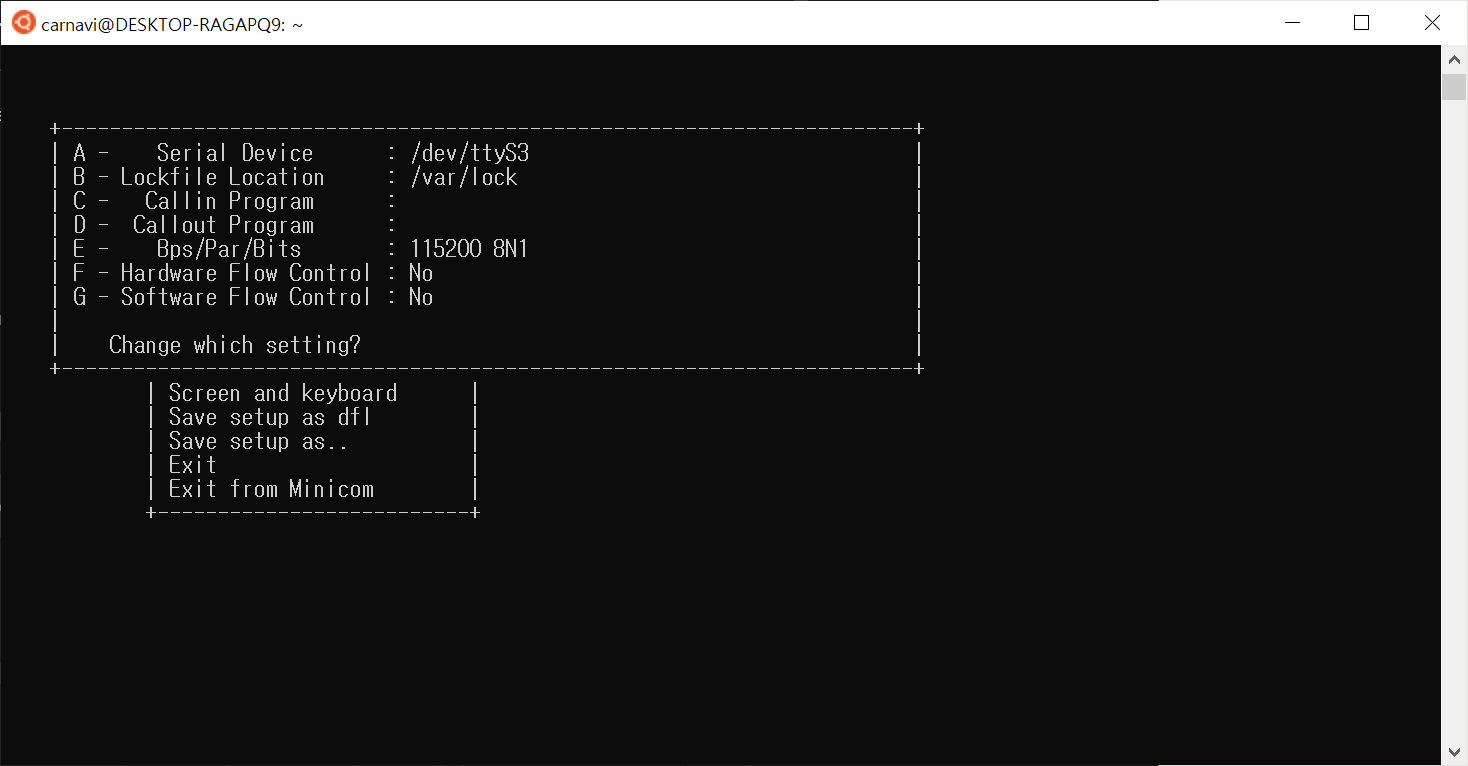 carnavi@DESKTOP-RAGAPQ9: ~
+-----------------------------------------------------------------------+
| A -    Serial Device      : /dev/ttyS3                                |
| B - Lockfile Location     : /var/lock                                 |
| C -   Callin Program      :                                           |
| D -  Callout Program      :                                           |
| E -    Bps/Par/Bits       : 115200 8N1                                |
| F - Hardware Flow Control : No                                        |
| G - Software Flow Control : No                                        |
|                                                                       |
|    Change which setting?                                              |
+-----------------------------------------------------------------------+
        | Screen and keyboard      |
        | Save setup as dfl        |
        | Save setup as..          |
        | Exit                     |
        | Exit from Minicom        |
        +--------------------------+